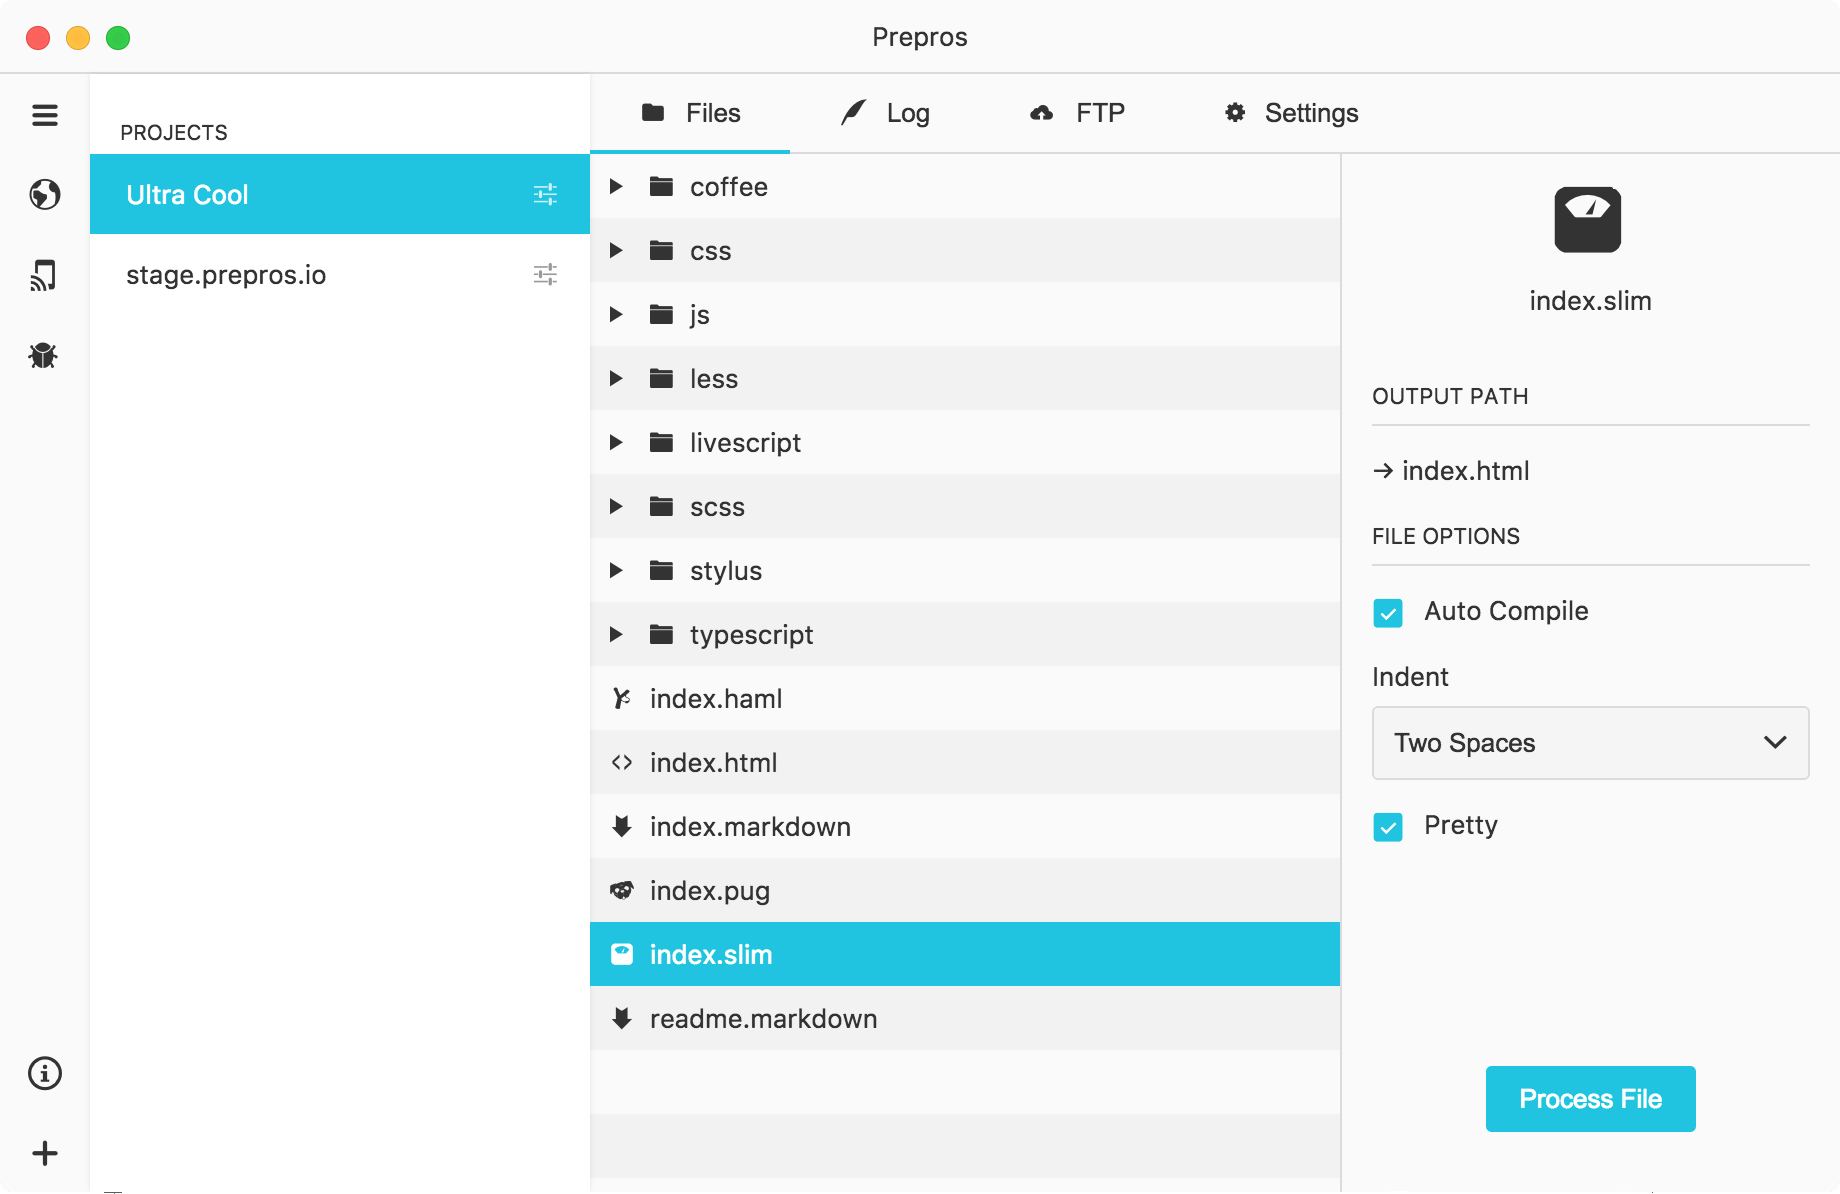 Prepros
PROJECTS
Ultra Cool
stage.prepros.io
Files
Log
FTP
Settings
coffee
css
js
less
livescript
scss
stylus
typescript
index.haml
index.html
index.markdown
index.pug
index.slim
readme.markdown
index.slim
OUTPUT PATH
→ index.html
FILE OPTIONS
Auto Compile
Indent
Two Spaces
Pretty
Process File